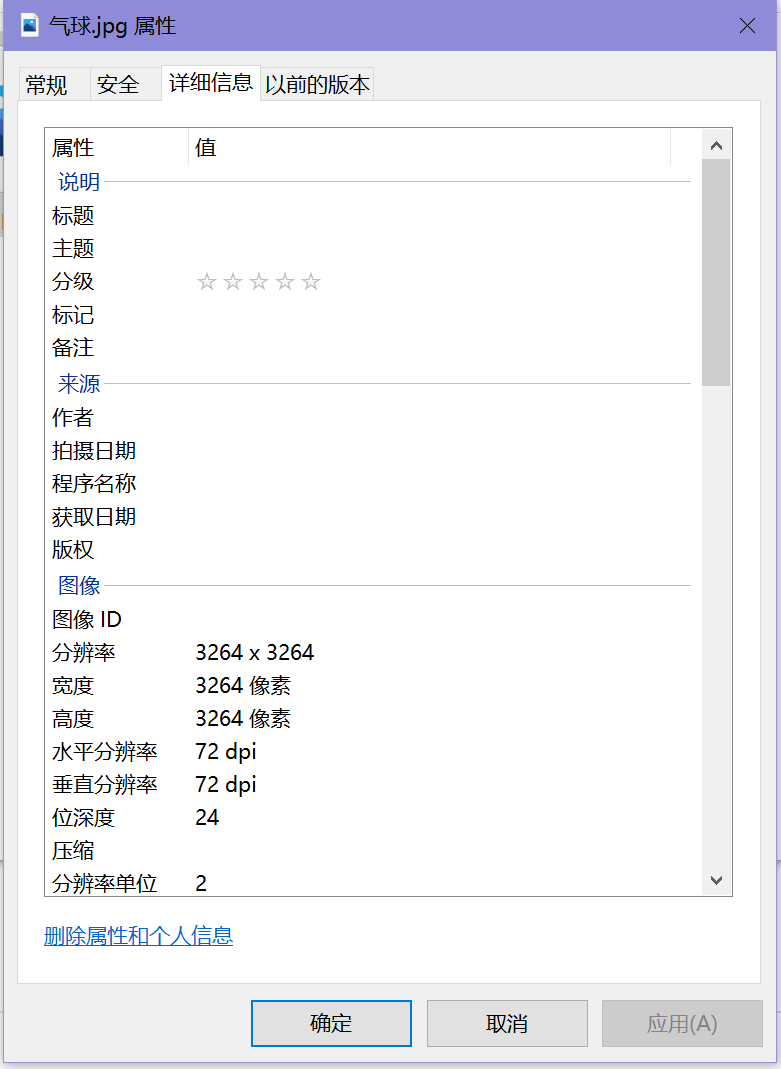 气球.jpg 属性
常规 安全 详细信息 以前的版本
属性 值
说明
标题
主题
分级 ☆☆☆☆☆
标记
备注
来源
作者
拍摄日期
程序名称
获取日期
版权
图像
图像 ID
分辨率 3264 x 3264
宽度 3264 像素
高度 3264 像素
水平分辨率 72 dpi
垂直分辨率 72 dpi
位深度 24
压缩
分辨率单位 2
删除属性和个人信息
确定 取消 应用(A)